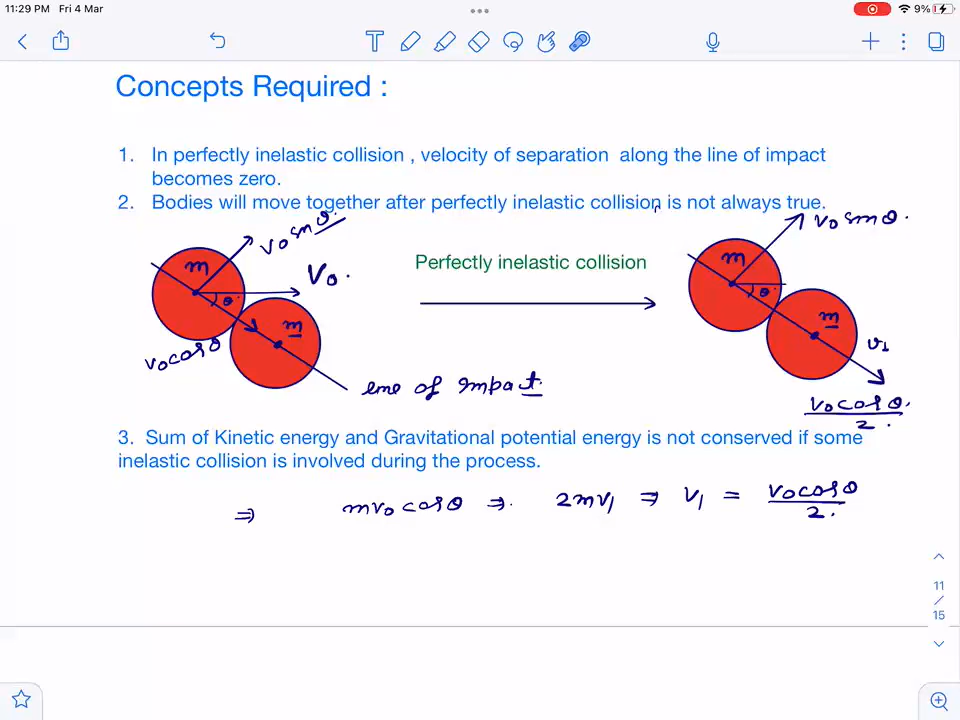 11:29 PM Fri 4 Mar
9%
Concepts Required :
1. In perfectly inelastic collision , velocity of separation along the line of impact
becomes zero.
2. Bodies will move together after perfectly inelastic collision is not always true.
v₀ sinθ.
V₀.
m
θ
m
v₀cosθ
line of impact.
Perfectly inelastic collision
v₀ sinθ.
m
θ
m
v₁
v₀cosθ/2.
3. Sum of Kinetic energy and Gravitational potential energy is not conserved if some
inelastic collision is involved during the process.
⇒ mv₀cosθ ⇒ 2mv₁ ⇒ v₁ = v₀cosθ/2.
11
/
15